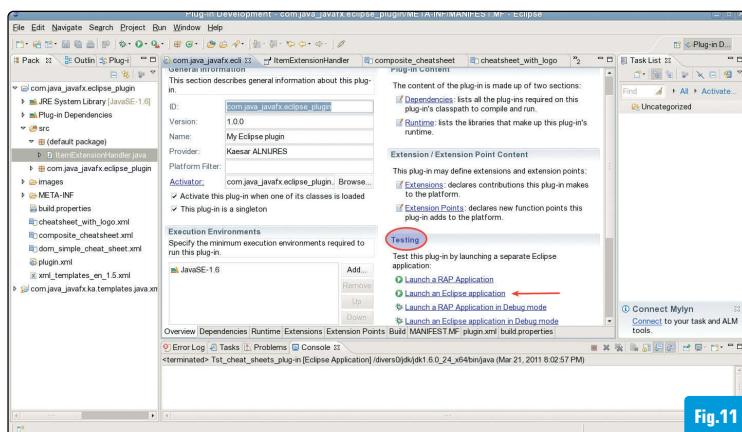 Plug-in Development - com.java_javafx.eclipse_plugin/META-INF/MANIFEST.MF - Eclipse
File Edit Navigate Search Project Run Window Help
Plug-in D...
Pack Outlin Plug-i
com.java_javafx.ecli ItemExtensionHandler composite_cheatsheet cheatsheet_with_logo »2
Task List
com.java_javafx.eclipse_plugin
JRE System Library [JavaSE-1.6]
Plug-in Dependencies
src
(default package)
ItemExtensionHandler.java
com.java_javafx.eclipse_plugin
images
META-INF
build.properties
cheatsheet_with_logo.xml
composite_cheatsheet.xml
dom_simple_cheat_sheet.xml
plugin.xml
xml_templates_en_1.5.xml
com.java_javafx.ka.templates.java.xm
General Information
This section describes general information about this plug-
in.
ID: com.java_javafx.eclipse_plugin
Version: 1.0.0
Name: My Eclipse plugin
Provider: Kaesar ALNIJRES
Platform Filter:
Activator: com.java_javafx.eclipse_plugin. Browse...
Activate this plug-in when one of its classes is loaded
This plug-in is a singleton
Execution Environments
Specify the minimum execution environments required to
run this plug-in.
JavaSE-1.6
Add...
Remove
Up
Down
Plug-in Content
The content of the plug-in is made up of two sections:
Dependencies: lists all the plug-ins required on this
plug-in's classpath to compile and run.
Runtime: lists the libraries that make up this plug-in's
runtime.
Extension / Extension Point Content
This plug-in may define extensions and extension points:
Extensions: declares contributions this plug-in makes
to the platform.
Extension Points: declares new function points this
plug-in adds to the platform.
Testing
Test this plug-in by launching a separate Eclipse
application:
Launch a RAP Application
Launch an Eclipse application
Launch a RAP Application in Debug mode
Launch an Eclipse application in Debug mode
Overview Dependencies Runtime Extensions Extension Points Build MANIFEST.MF plugin.xml build.properties
Find All Activate...
Uncategorized
Connect Mylyn
Connect to your task and ALM
tools.
Error Log Tasks Problems Console
<terminated> Tst_cheat_sheets_plug-in [Eclipse Application] /divers0/jdk/jdk1.6.0_24_x64/bin/java (Mar 21, 2011 8:02:57 PM)
Fig.11